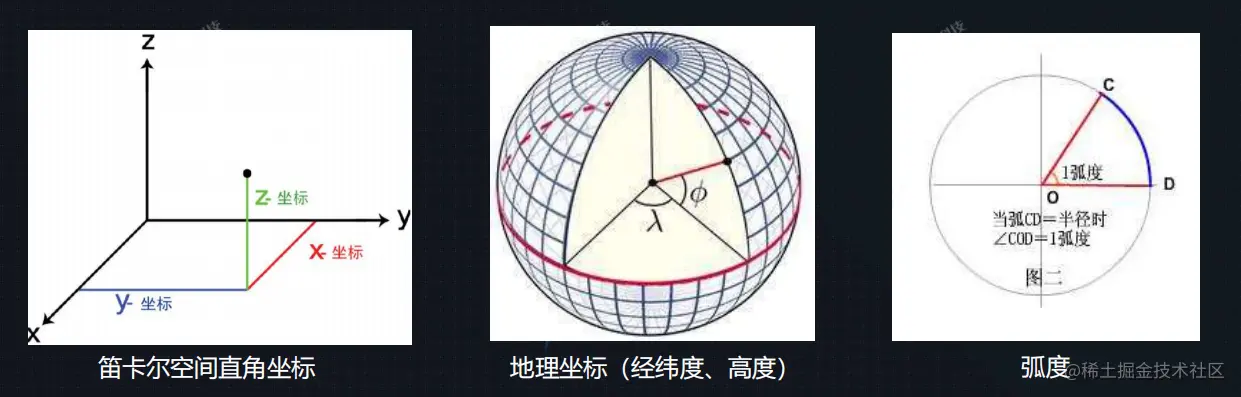 z
y
x
z- 坐标
x- 坐标
y- 坐标
笛卡尔空间直角坐标
ϕ
λ
地理坐标（经纬度、高度）
C
1弧度
D
O
当弧CD＝半径时
∠COD＝1弧度
图二
弧度
@稀土掘金技术社区